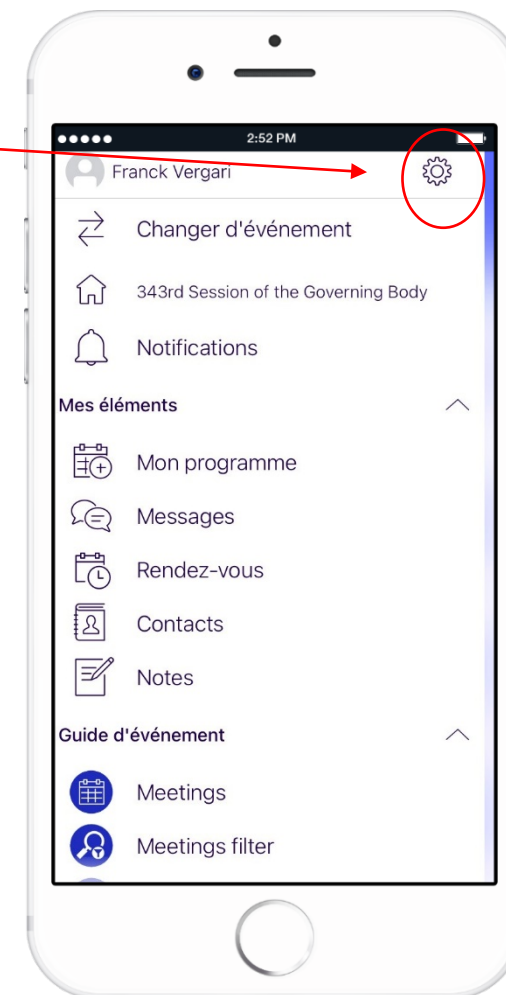 2:52 PM
Franck Vergari
Changer d'événement
343rd Session of the Governing Body
Notifications
Mes éléments
Mon programme
Messages
Rendez-vous
Contacts
Notes
Guide d'événement
Meetings
Meetings filter